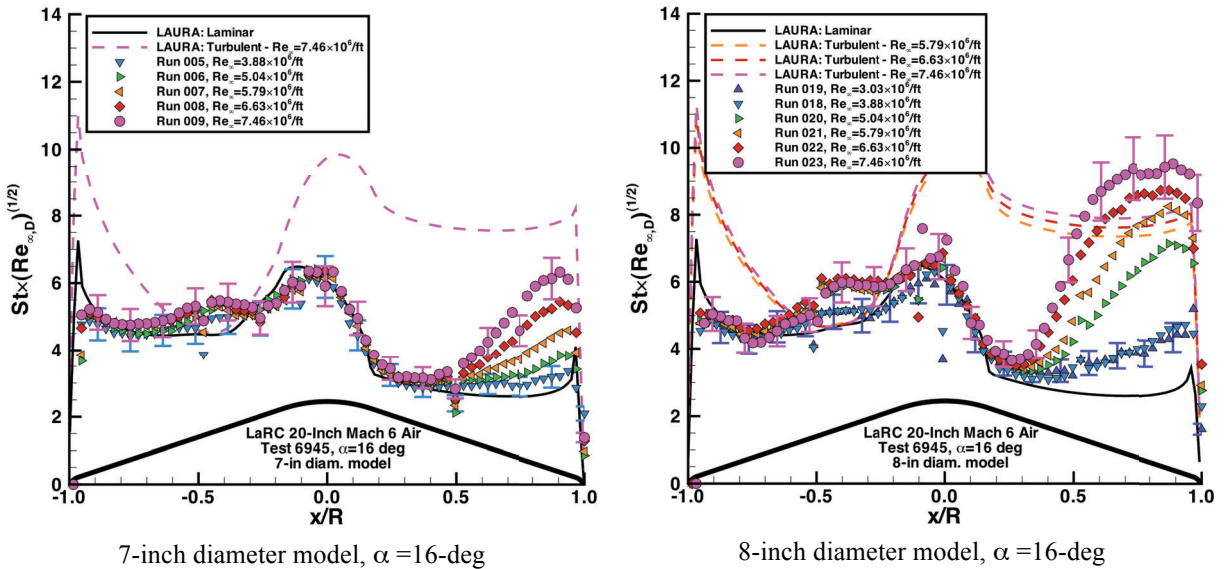 14
12
10
8
6
4
2
0
-1.0
-0.5
0.0
0.5
1.0
St×(Re∞,D)(1/2)
x/R
LAURA: Laminar
LAURA: Turbulent - Re∞=7.46×10⁶/ft
Run 005, Re∞=3.88×10⁶/ft
Run 006, Re∞=5.04×10⁶/ft
Run 007, Re∞=5.79×10⁶/ft
Run 008, Re∞=6.63×10⁶/ft
Run 009, Re∞=7.46×10⁶/ft
LaRC 20-Inch Mach 6 Air
Test 6945, α=16 deg
7-in diam. model
7-inch diameter model, α =16-deg
14
12
10
8
6
4
2
0
-1.0
-0.5
0.0
0.5
1.0
St×(Re∞,D)(1/2)
x/R
LAURA: Laminar
LAURA: Turbulent - Re∞=5.79×10⁶/ft
LAURA: Turbulent - Re∞=6.63×10⁶/ft
LAURA: Turbulent - Re∞=7.46×10⁶/ft
Run 019, Re∞=3.03×10⁶/ft
Run 018, Re∞=3.88×10⁶/ft
Run 020, Re∞=5.04×10⁶/ft
Run 021, Re∞=5.79×10⁶/ft
Run 022, Re∞=6.63×10⁶/ft
Run 023, Re∞=7.46×10⁶/ft
LaRC 20-Inch Mach 6 Air
Test 6945, α=16 deg
8-in diam. model
8-inch diameter model, α =16-deg